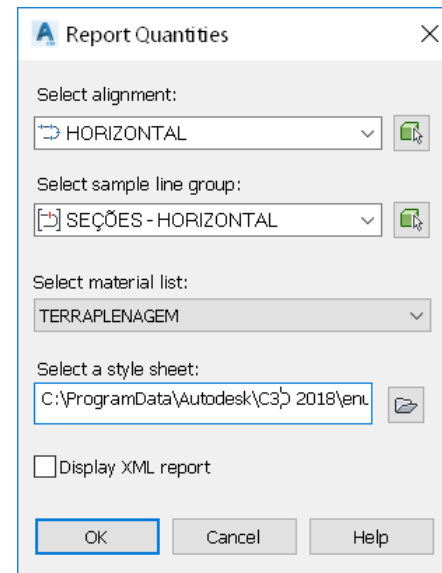 Report Quantities
Select alignment:
HORIZONTAL
Select sample line group:
SEÇÕES - HORIZONTAL
Select material list:
TERRAPLENAGEM
Select a style sheet:
C:\ProgramData\Autodesk\C3D 2018\enu
Display XML report
OK Cancel Help